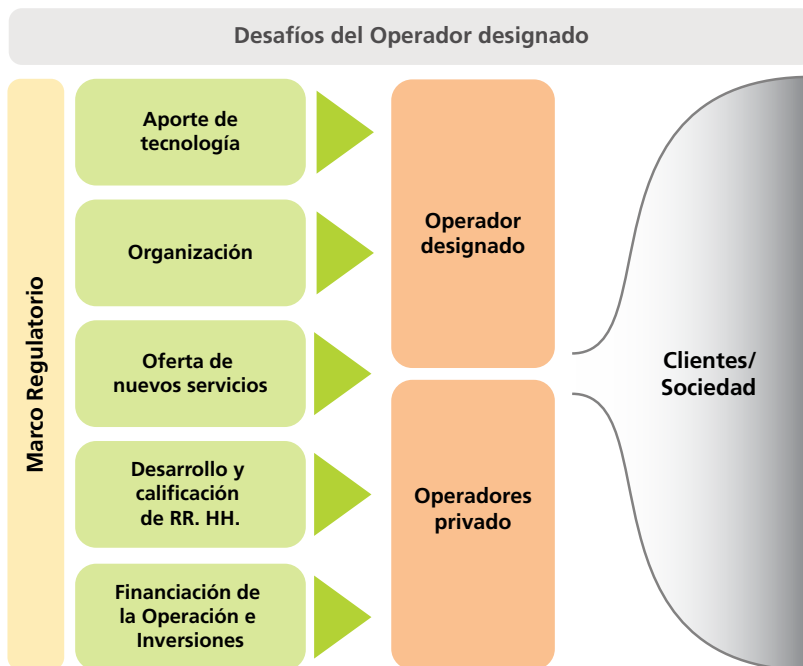 Desafíos del Operador designado
Marco Regulatorio
Aporte de
tecnología
Organización
Oferta de
nuevos servicios
Desarrollo y
calificación
de RR. HH.
Financiación de
la Operación e
Inversiones
Operador
designado
Operadores
privado
Clientes/
Sociedad